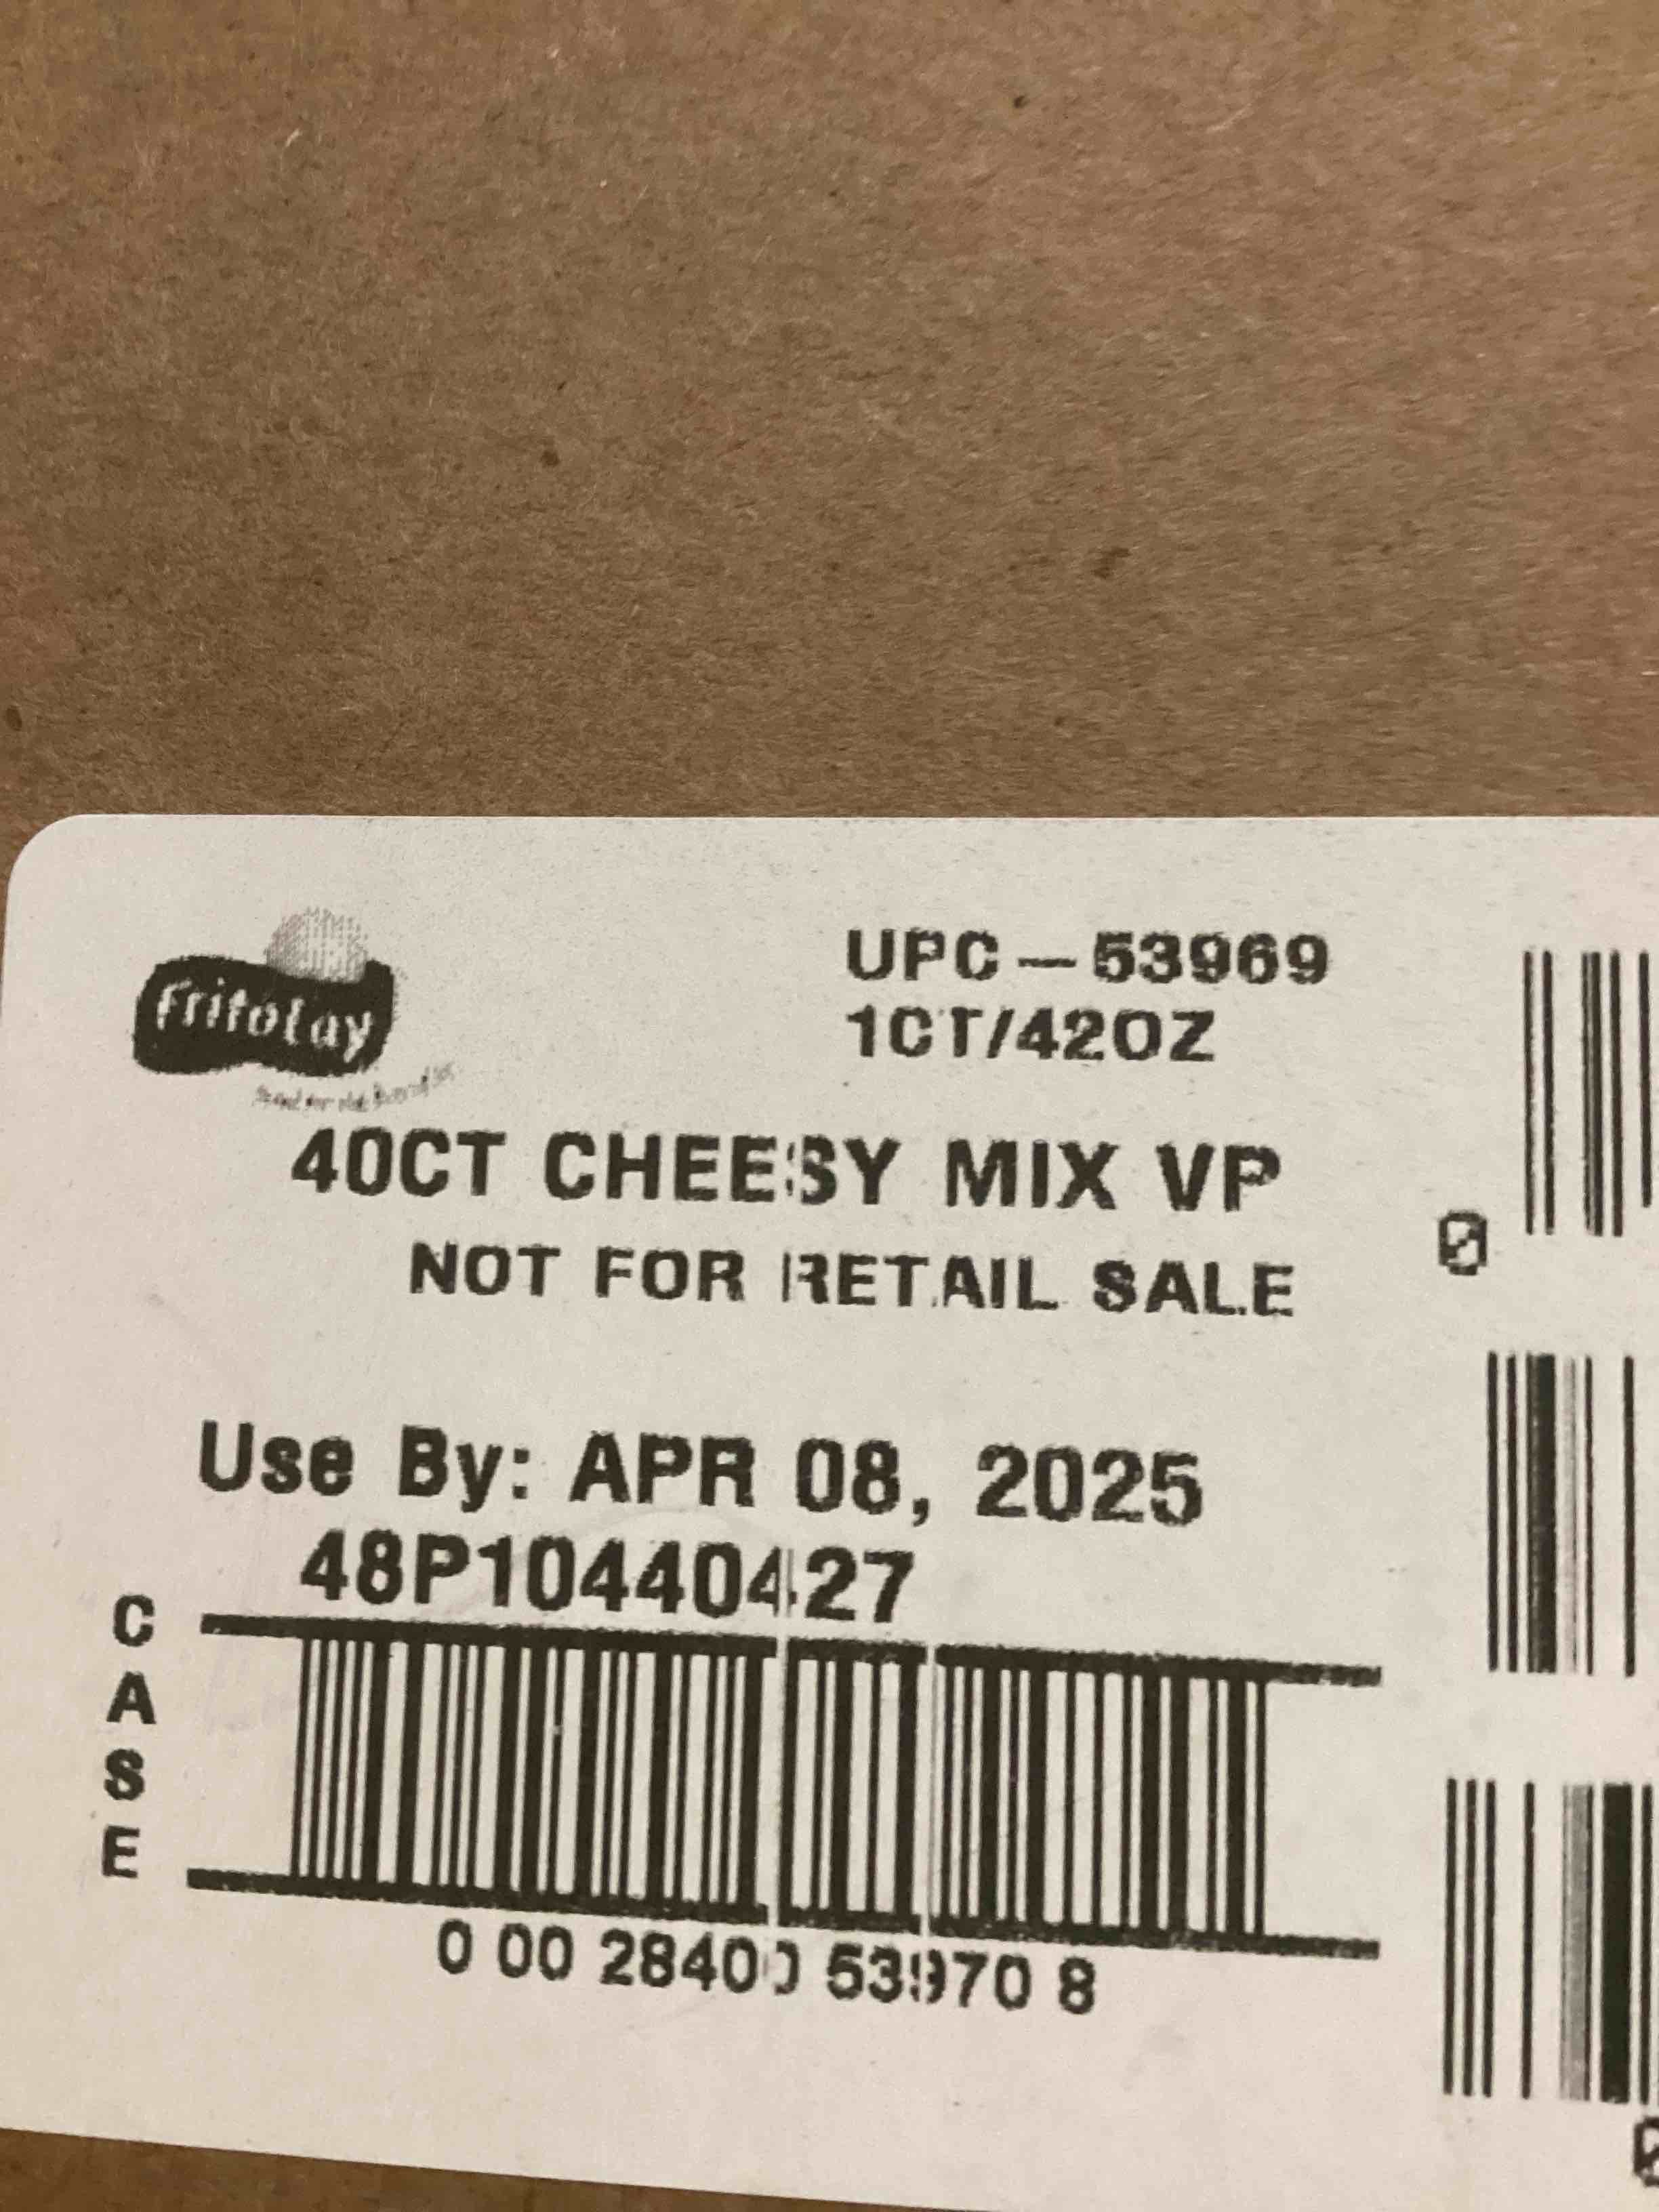 FritoLay
UPC - 53969
1CT/42OZ
40CT CHEESY MIX VP
NOT FOR RETAIL SALE
Use By: APR 08, 2025
48P10440427
CASE
0 00 28400 53970 8
0